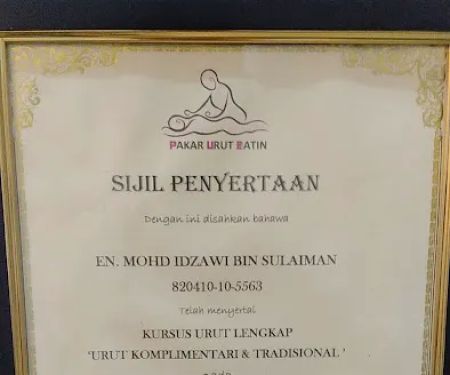 PAKAR URUT BATIN
SIJIL PENYERTAAN
Dengan ini disahkan bahawa
EN. MOHD IDZAWI BIN SULAIMAN
820410-10-5563
Telah menyertai
KURSUS URUT LENGKAP
'URUT KOMPLIMENTARI & TRADISIONAL '